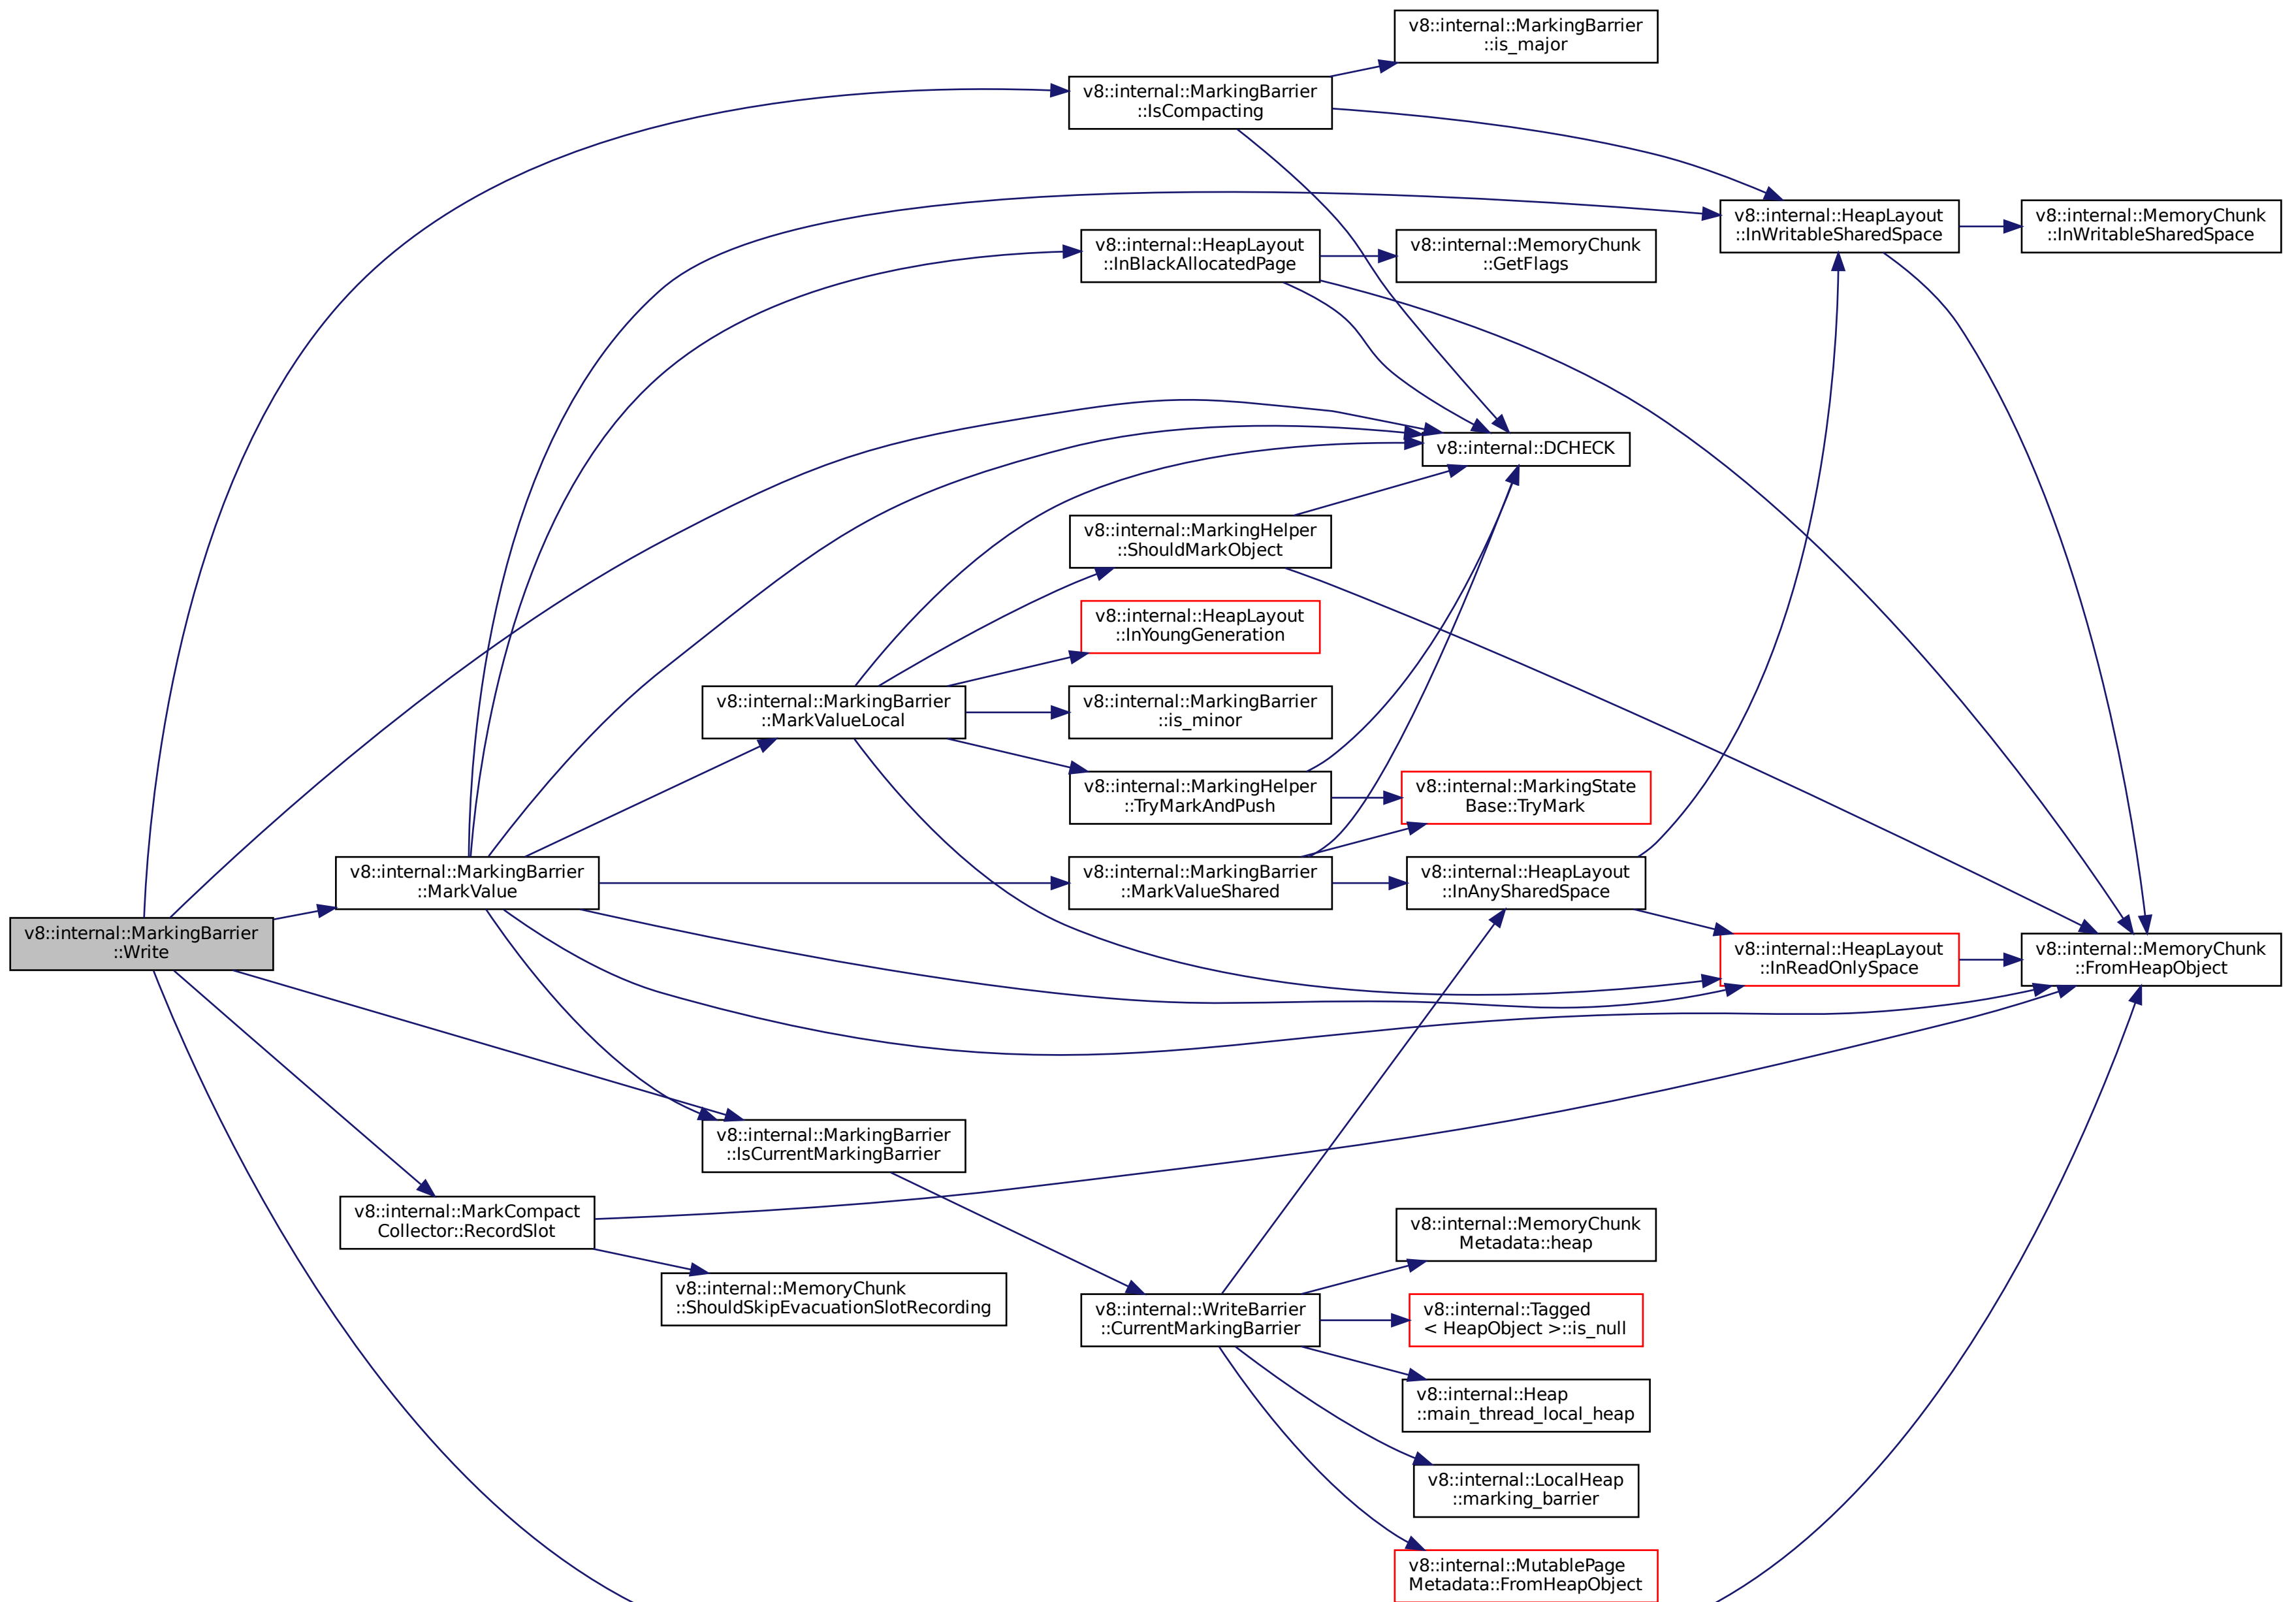 v8::internal::MarkingBarrier
::is_major
v8::internal::MarkingBarrier
::IsCompacting
v8::internal::HeapLayout
::InWritableSharedSpace
v8::internal::MemoryChunk
::InWritableSharedSpace
v8::internal::HeapLayout
::InBlackAllocatedPage
v8::internal::MemoryChunk
::GetFlags
v8::internal::DCHECK
v8::internal::MarkingHelper
::ShouldMarkObject
v8::internal::HeapLayout
::InYoungGeneration
v8::internal::MarkingBarrier
::MarkValueLocal
v8::internal::MarkingBarrier
::is_minor
v8::internal::MarkingHelper
::TryMarkAndPush
v8::internal::MarkingState
Base::TryMark
v8::internal::MarkingBarrier
::MarkValue
v8::internal::MarkingBarrier
::MarkValueShared
v8::internal::HeapLayout
::InAnySharedSpace
v8::internal::MarkingBarrier
::Write
v8::internal::HeapLayout
::InReadOnlySpace
v8::internal::MemoryChunk
::FromHeapObject
v8::internal::MarkingBarrier
::IsCurrentMarkingBarrier
v8::internal::MarkCompact
Collector::RecordSlot
v8::internal::MemoryChunk
Metadata::heap
v8::internal::MemoryChunk
::ShouldSkipEvacuationSlotRecording
v8::internal::WriteBarrier
::CurrentMarkingBarrier
v8::internal::Tagged
< HeapObject >::is_null
v8::internal::Heap
::main_thread_local_heap
v8::internal::LocalHeap
::marking_barrier
v8::internal::MutablePage
Metadata::FromHeapObject